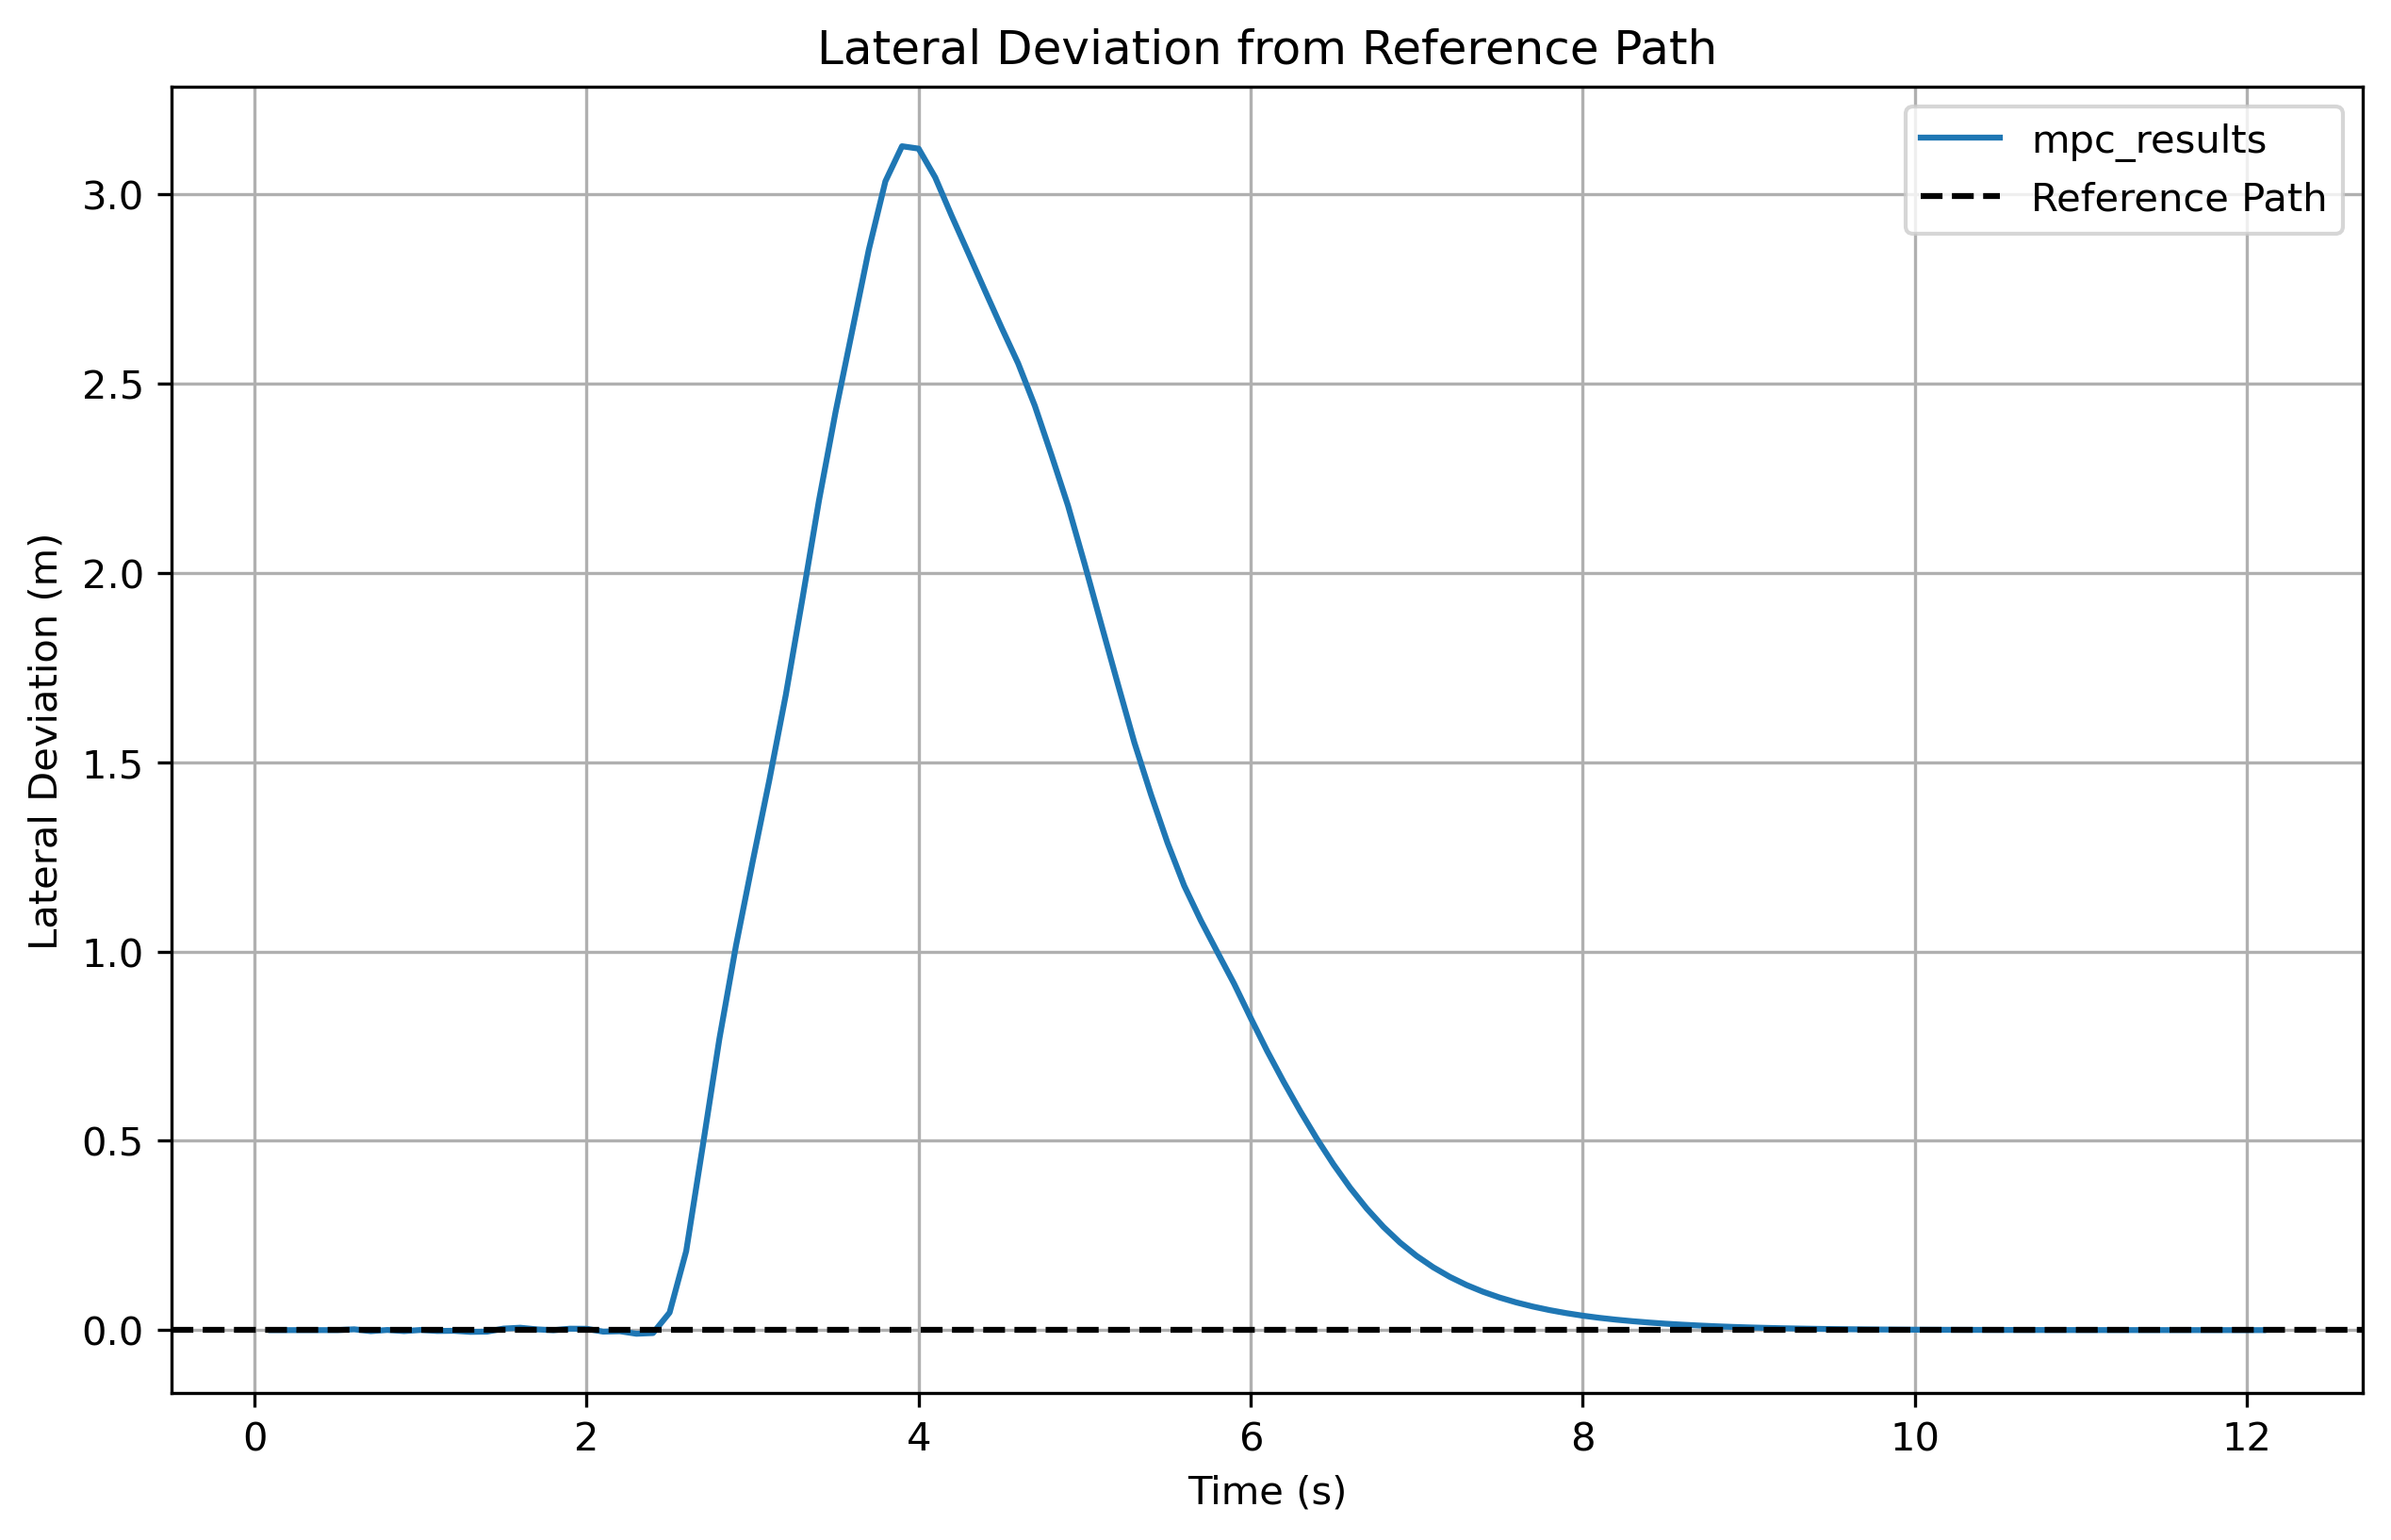 Lateral Deviation from Reference Path
mpc_results
Reference Path
Lateral Deviation (m)
3.0
2.5
2.0
1.5
1.0
0.5
0.0
0 2 4 6 8 10 12
Time (s)